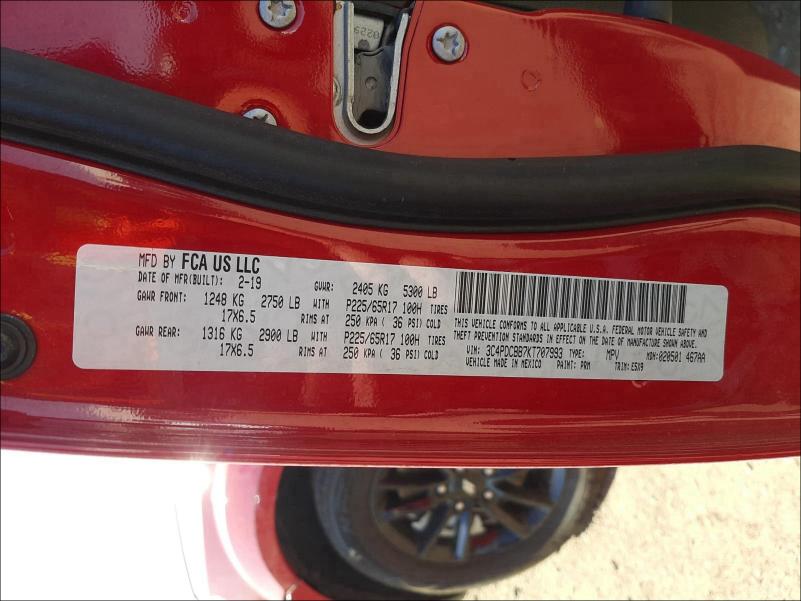 MFD BY FCA US LLC
DATE OF MFR(BUILT): 2-19 GVWR: 2405 KG 5300 LB
GAWR FRONT: 1248 KG 2750 LB WITH P225/65R17 100H TIRES
17X6.5 RIMS AT 250 KPA ( 36 PSI) COLD
GAWR REAR: 1316 KG 2900 LB WITH P225/65R17 100H TIRES
17X6.5 RIMS AT 250 KPA ( 36 PSI) COLD
THIS VEHICLE CONFORMS TO ALL APPLICABLE U.S.A. FEDERAL MOTOR VEHICLE SAFETY AND
THEFT PREVENTION STANDARDS IN EFFECT ON THE DATE OF MANUFACTURE SHOWN ABOVE.
VIN: 3C4PDCBB7KT707993 TYPE: MPV MDH: 020501 467AA
VEHICLE MADE IN MEXICO PAINT: PRM TRIM: E5X9